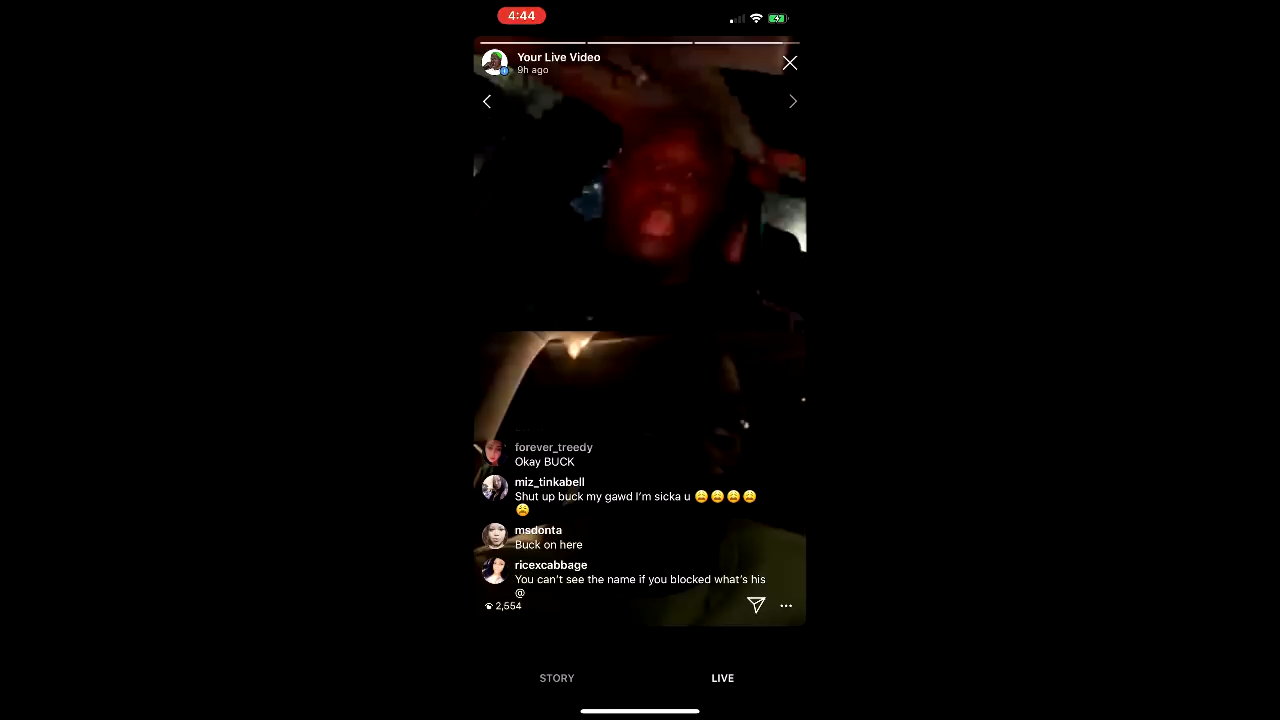 4:44
Your Live Video
9h ago
forever_treedy
Okay BUCK
miz_tinkabell
Shut up buck my gawd I'm sicka u 😩😩😩😩
😩
msdonta
Buck on here
ricexcabbage
You can't see the name if you blocked what's his
@
2,554
STORY
LIVE